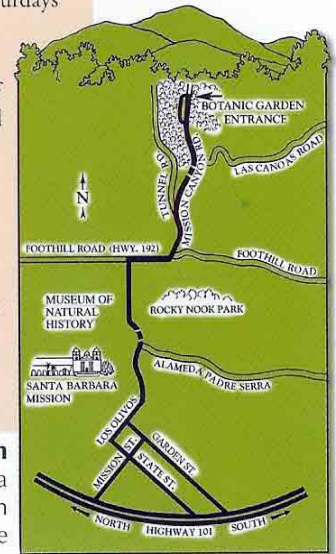 urdays
BOTANIC GARDEN
ENTRANCE
TUNNEL RD.
MISSION CANYON RD.
LAS CANOAS ROAD
N
FOOTHILL ROAD (HWY. 192)
FOOTHILL ROAD
MUSEUM OF
NATURAL
HISTORY
ROCKY NOOK PARK
SANTA BARBARA
MISSION
ALAMEDA PADRE SERRA
LOS OLIVOS
GARDEN ST.
MISSION ST.
STATE ST.
NORTH HIGHWAY 101 SOUTH
a
e